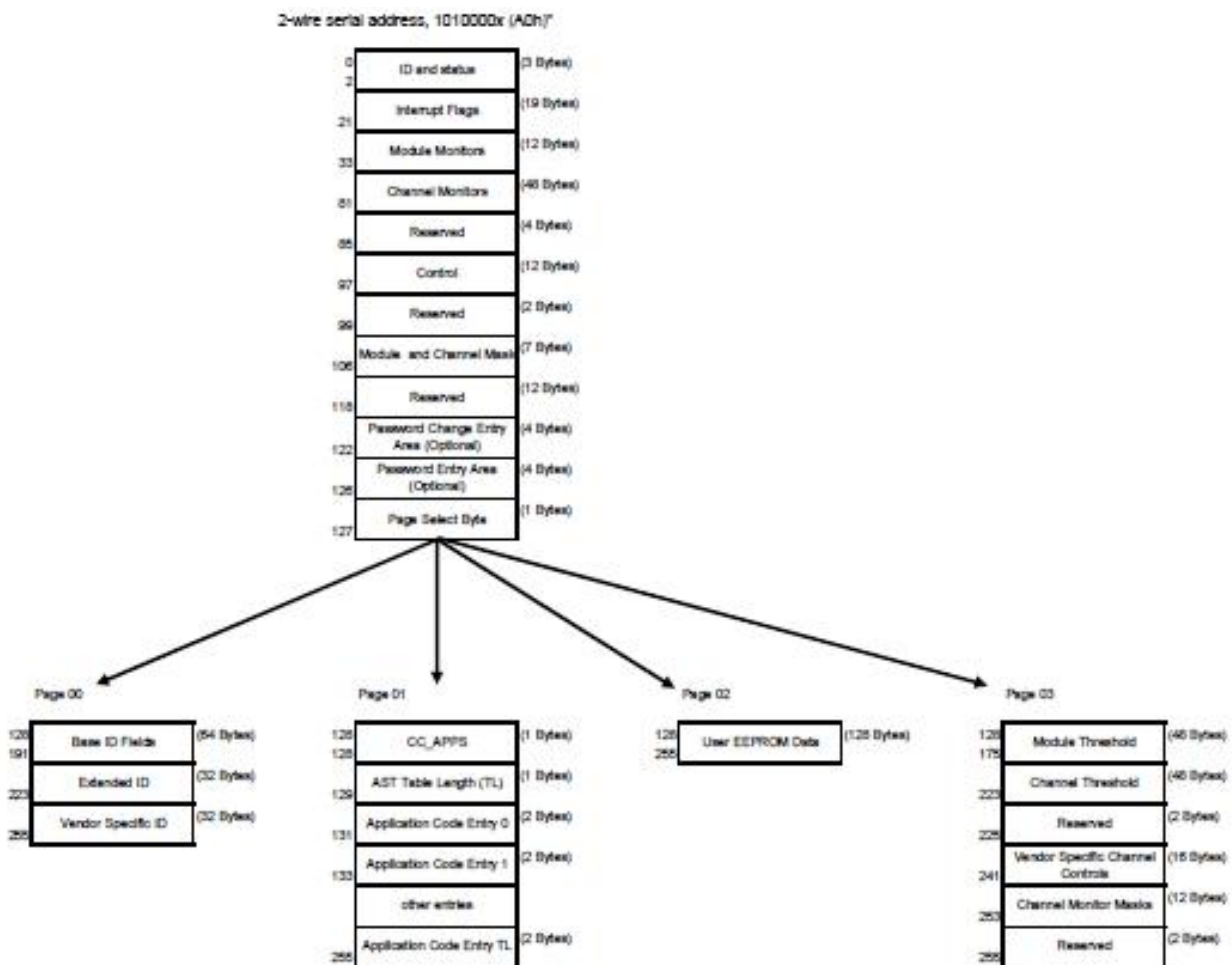 2-wire serial address, 1010000x (A0h)"
0
ID and status
(3 Bytes)
2
Interrupt Flags
(19 Bytes)
21
Module Monitors
(12 Bytes)
33
Channel Monitors
(48 Bytes)
81
Reserved
(4 Bytes)
85
Control
(12 Bytes)
97
Reserved
(2 Bytes)
99
Module and Channel Mask
(7 Bytes)
106
Reserved
(12 Bytes)
118
Password Change Entry
Area (Optional)
(4 Bytes)
122
Password Entry Area
(Optional)
(4 Bytes)
126
Page Select Byte
(1 Bytes)
127
Page 00
128
Base ID Fields
(64 Bytes)
191
Extended ID
(32 Bytes)
223
Vendor Specific ID
(32 Bytes)
255
Page 01
128
CC_APPS
(1 Bytes)
128
AST Table Length (TL)
(1 Bytes)
129
Application Code Entry 0
(2 Bytes)
131
Application Code Entry 1
(2 Bytes)
133
other entries
Application Code Entry TL
(2 Bytes)
255
Page 02
128
User EEPROM Data
(128 Bytes)
255
Page 03
128
Module Threshold
(48 Bytes)
175
Channel Threshold
(48 Bytes)
223
Reserved
(2 Bytes)
225
Vendor Specific Channel
Controls
(16 Bytes)
241
Channel Monitor Masks
(12 Bytes)
253
Reserved
(2 Bytes)
255